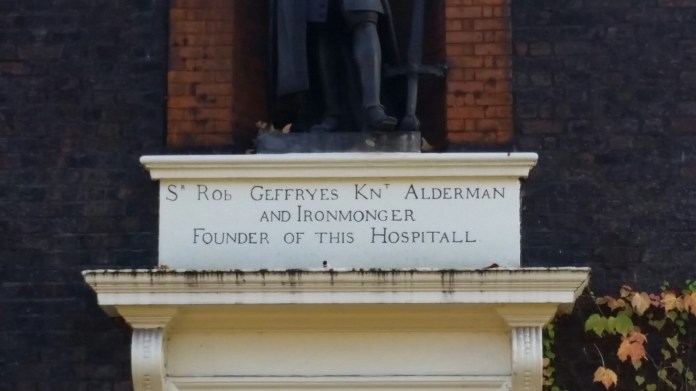 Sᴿ Rob Geffryes Knᵀ Alderman
and Ironmonger
Founder of this Hospitall